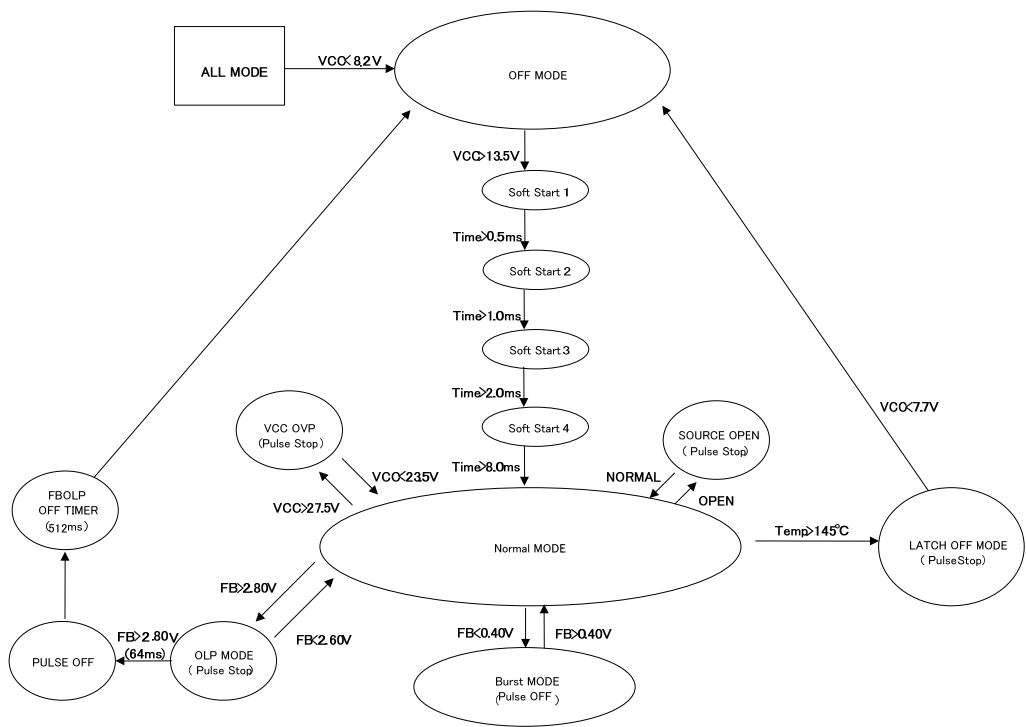 ALL MODE
VCC<8.2V
OFF MODE
VCC>13.5V
Soft Start 1
Time>0.5ms
Soft Start 2
Time>1.0ms
Soft Start 3
Time>2.0ms
Soft Start 4
Time>8.0ms
VCC<7.7V
VCC OVP
(Pulse Stop)
VCC<23.5V
VCC>27.5V
SOURCE OPEN
( Pulse Stop)
NORMAL
OPEN
FBOLP
OFF TIMER
(512ms)
Normal MODE
Temp>145℃
LATCH OFF MODE
( PulseStop)
FB>2.80V
FB<2.60V
FB<0.40V
FB>0.40V
PULSE OFF
FB>2.80V
(64ms)
OLP MODE
( Pulse Stop)
Burst MODE
(Pulse OFF )